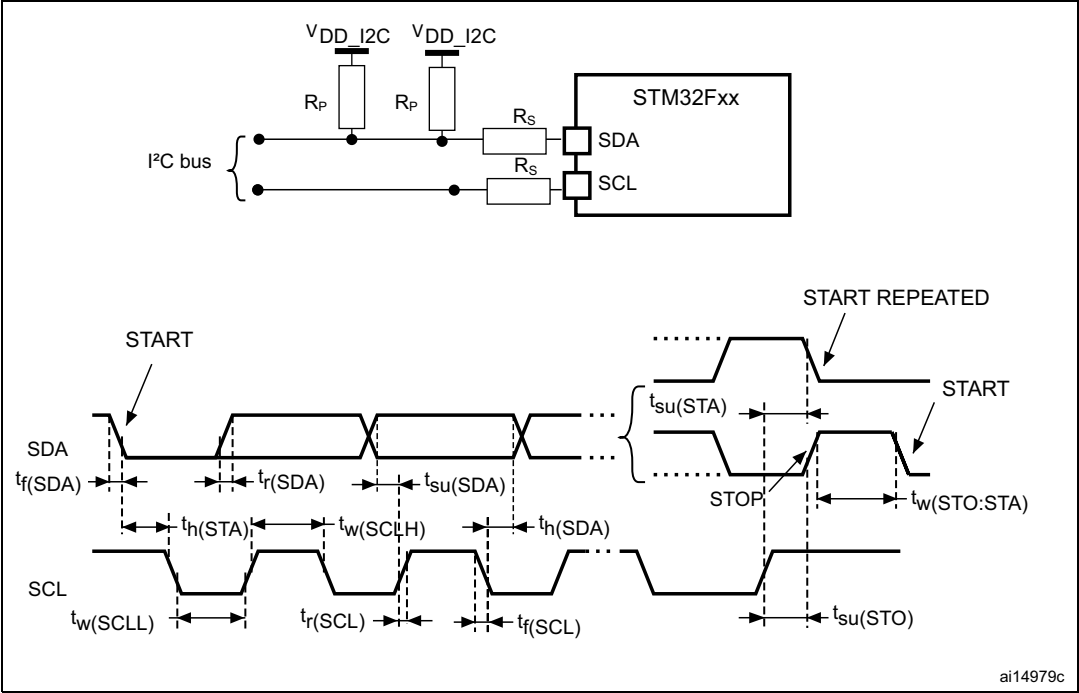 VDD_I2C VDD_I2C
STM32Fxx
RP RP
RS
SDA
I²C bus
RS
SCL
START REPEATED
START
tsu(STA)
START
SDA
tf(SDA)
tr(SDA)
tsu(SDA)
STOP
tw(STO:STA)
th(STA)
tw(SCLH)
th(SDA)
SCL
tw(SCLL)
tr(SCL)
tf(SCL)
tsu(STO)
ai14979c